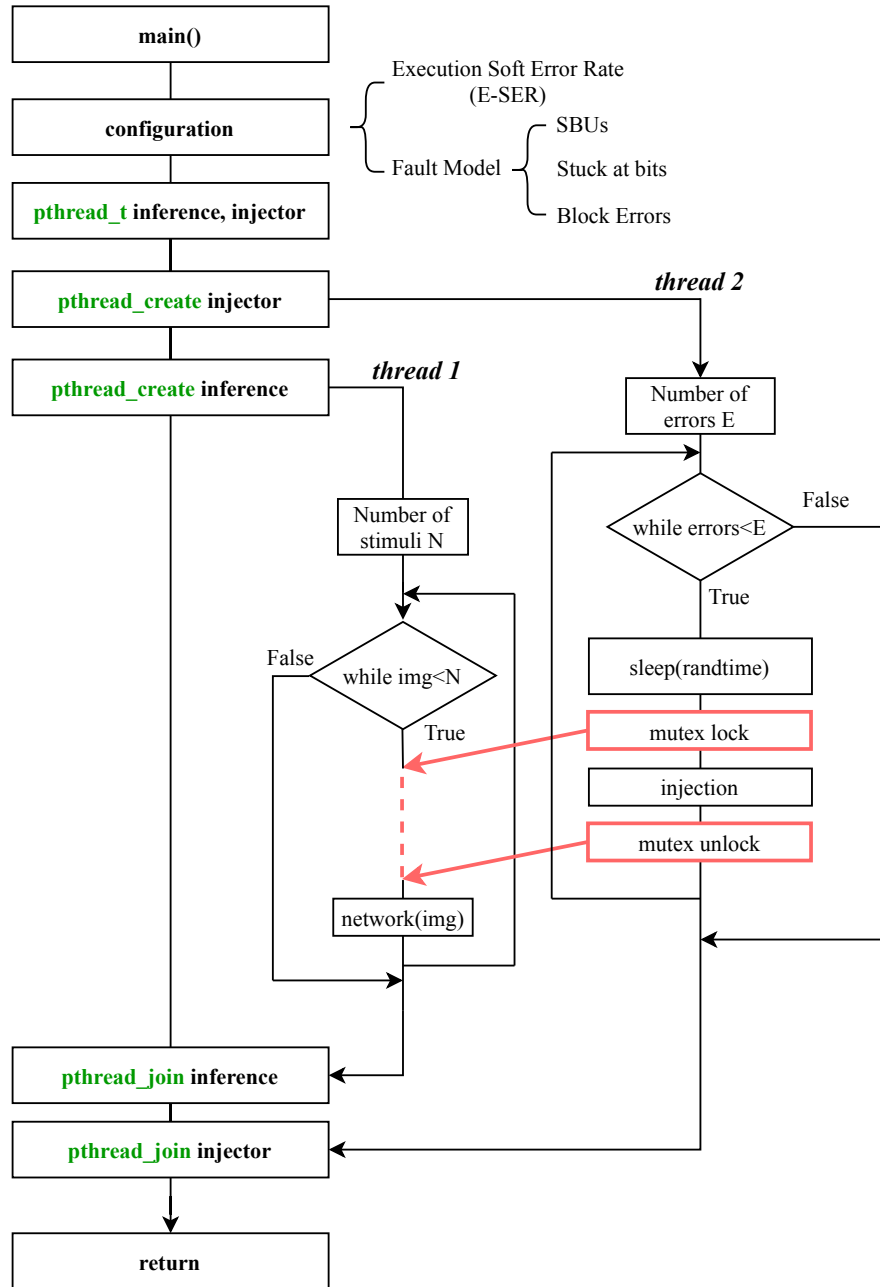 main()
configuration
Execution Soft Error Rate
(E-SER)
Fault Model
SBUs
Stuck at bits
Block Errors
pthread_t inference, injector
pthread_create injector
thread 2
pthread_create inference
thread 1
Number of
errors E
while errors<E
False
True
sleep(randtime)
mutex lock
injection
mutex unlock
Number of
stimuli N
while img<N
False
True
network(img)
pthread_join inference
pthread_join injector
return